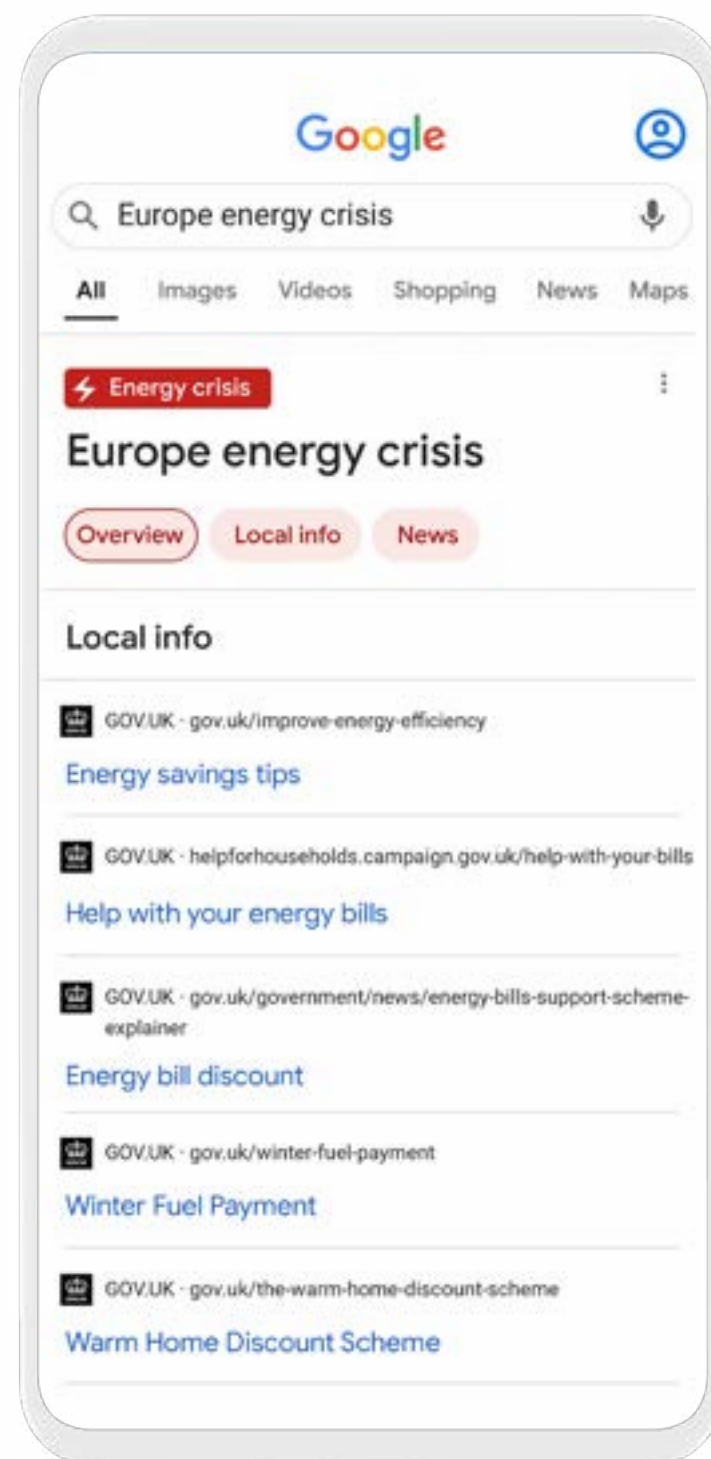 Google
Europe energy crisis
All Images Videos Shopping News Maps
Energy crisis
Europe energy crisis
Overview Local info News
Local info
GOV.UK · gov.uk/improve-energy-efficiency
Energy savings tips
GOV.UK · helpforhouseholds.campaign.gov.uk/help-with-your-bills
Help with your energy bills
GOV.UK · gov.uk/government/news/energy-bills-support-scheme-
explainer
Energy bill discount
GOV.UK · gov.uk/winter-fuel-payment
Winter Fuel Payment
GOV.UK · gov.uk/the-warm-home-discount-scheme
Warm Home Discount Scheme